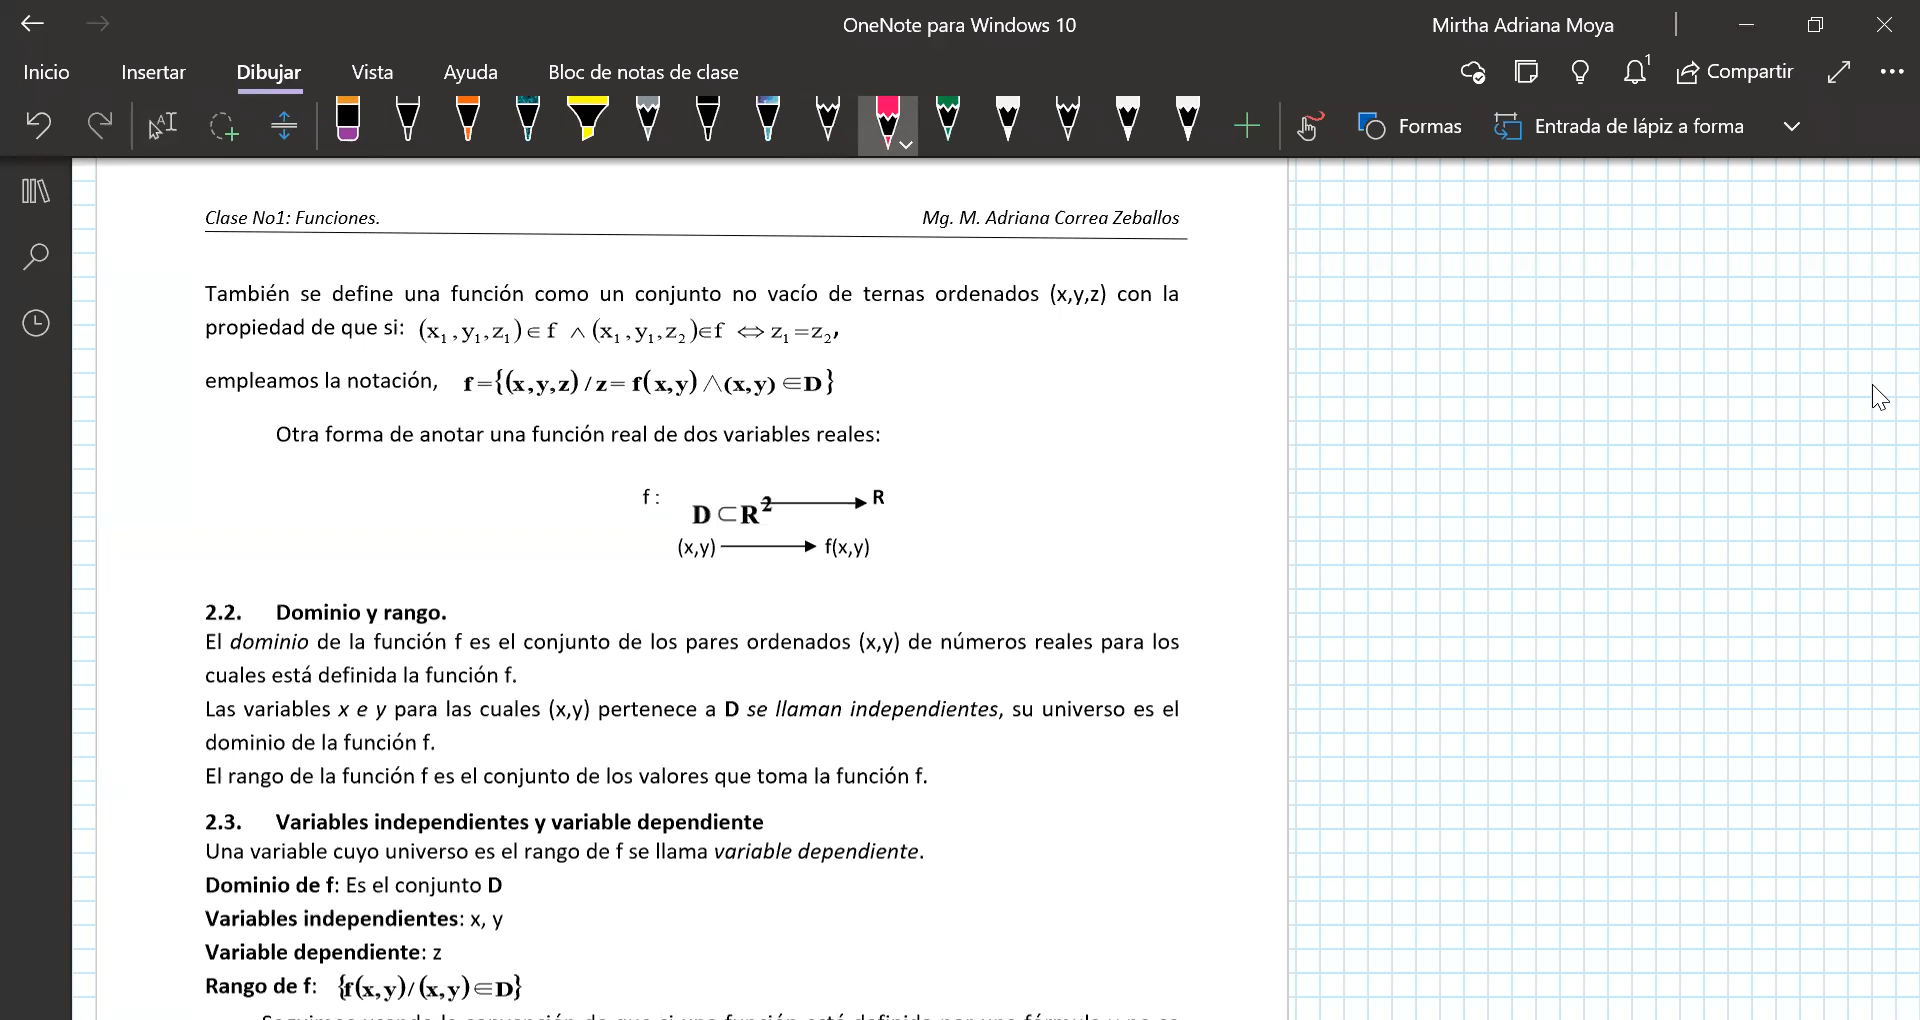 OneNote para Windows 10
Mirtha Adriana Moya
Inicio Insertar Dibujar Vista Ayuda Bloc de notas de clase
1 Compartir
Formas Entrada de lápiz a forma
Clase No1: Funciones. Mg. M. Adriana Correa Zeballos
También se define una función como un conjunto no vacío de ternas ordenados (x,y,z) con la
propiedad de que si: (x₁,y₁,z₁)∈f ∧(x₁,y₁,z₂)∈f ⇔z₁=z₂,
empleamos la notación, f={(x,y,z)/z=f(x,y)∧(x,y)∈D}
Otra forma de anotar una función real de dos variables reales:
f : D⊂R² → R
(x,y) → f(x,y)
2.2. Dominio y rango.
El dominio de la función f es el conjunto de los pares ordenados (x,y) de números reales para los
cuales está definida la función f.
Las variables x e y para las cuales (x,y) pertenece a D se llaman independientes, su universo es el
dominio de la función f.
El rango de la función f es el conjunto de los valores que toma la función f.
2.3. Variables independientes y variable dependiente
Una variable cuyo universo es el rango de f se llama variable dependiente.
Dominio de f: Es el conjunto D
Variables independientes: x, y
Variable dependiente: z
Rango de f: {f(x,y)/(x,y)∈D}